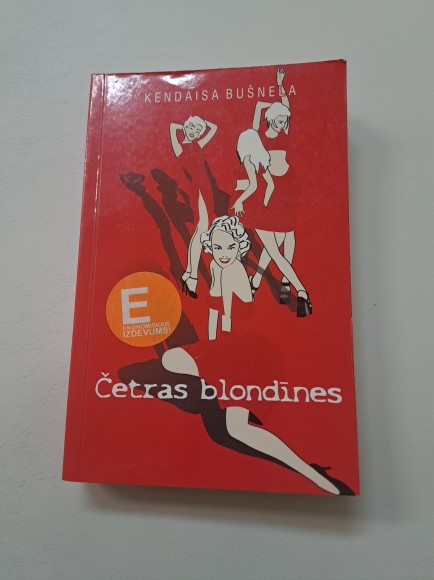 KENDAISA BUŠNELA
E
EKONOMISKAIS
IZDEVUMS!
Četras blondīnes